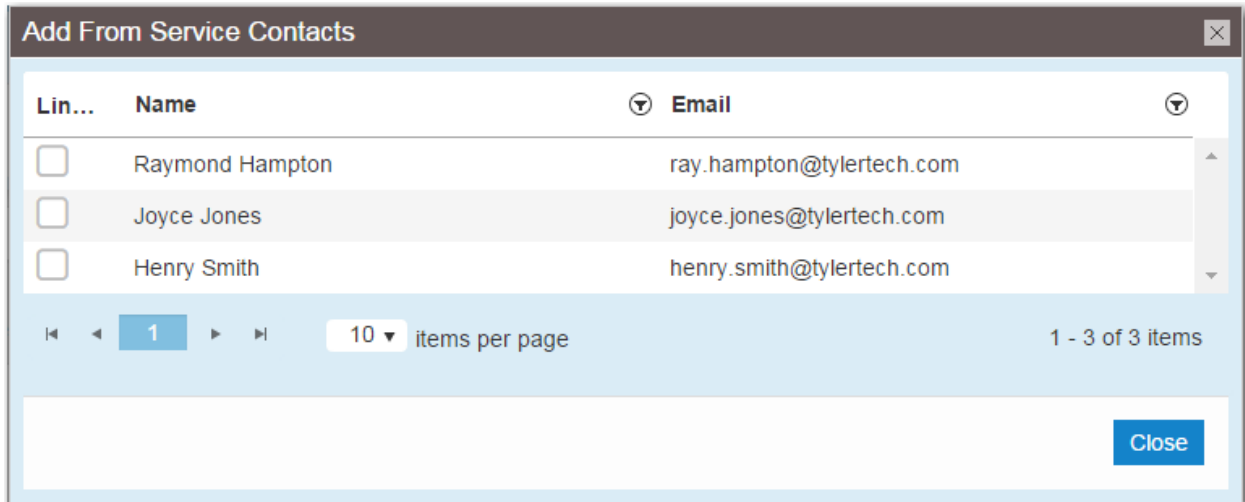 Add From Service Contacts
Lin... Name Email
Raymond Hampton ray.hampton@tylertech.com
Joyce Jones joyce.jones@tylertech.com
Henry Smith henry.smith@tylertech.com
1 10 items per page 1 - 3 of 3 items
Close